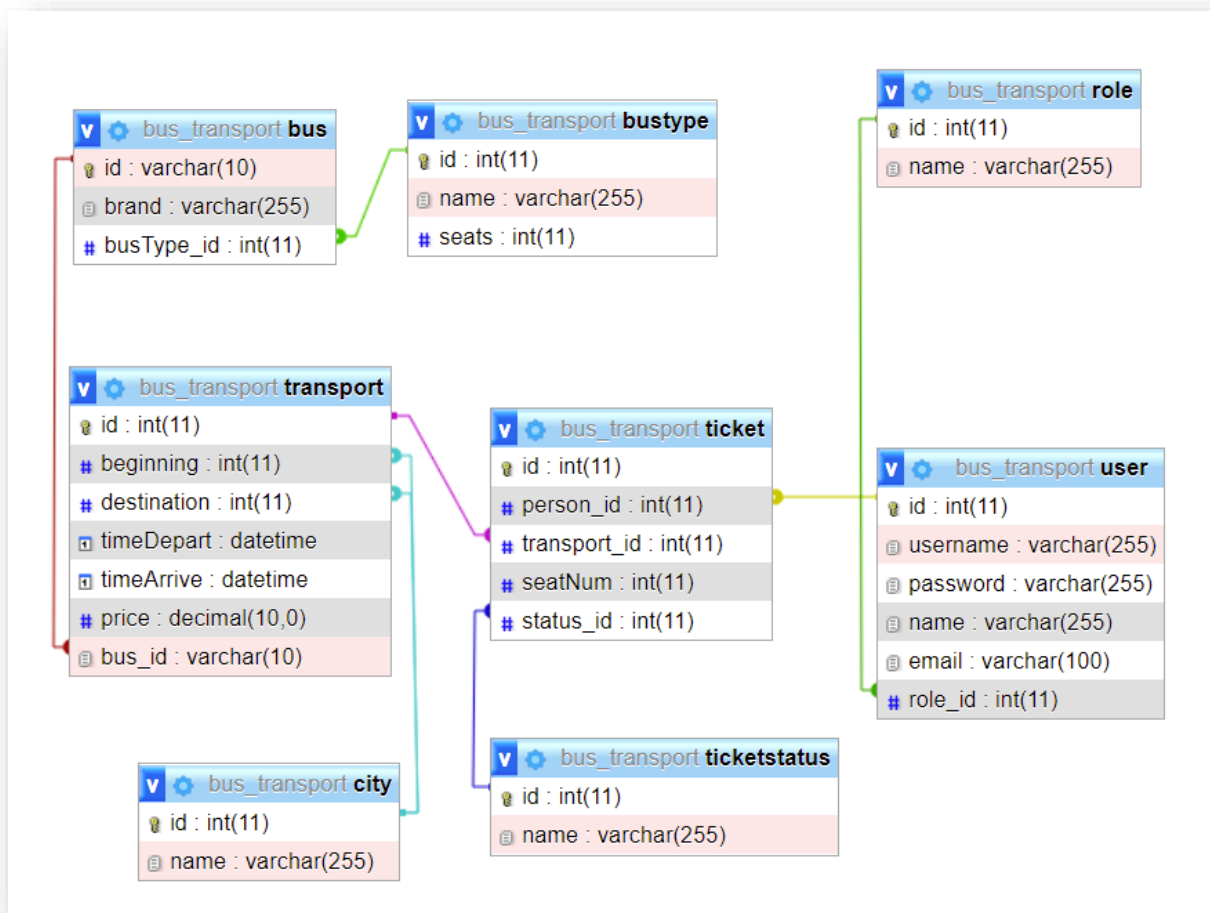 bus_transport bus
id : varchar(10)
brand : varchar(255)
busType_id : int(11)
bus_transport bustype
id : int(11)
name : varchar(255)
seats : int(11)
bus_transport role
id : int(11)
name : varchar(255)
bus_transport transport
id : int(11)
beginning : int(11)
destination : int(11)
timeDepart : datetime
timeArrive : datetime
price : decimal(10,0)
bus_id : varchar(10)
bus_transport ticket
id : int(11)
person_id : int(11)
transport_id : int(11)
seatNum : int(11)
status_id : int(11)
bus_transport user
id : int(11)
username : varchar(255)
password : varchar(255)
name : varchar(255)
email : varchar(100)
role_id : int(11)
bus_transport city
id : int(11)
name : varchar(255)
bus_transport ticketstatus
id : int(11)
name : varchar(255)